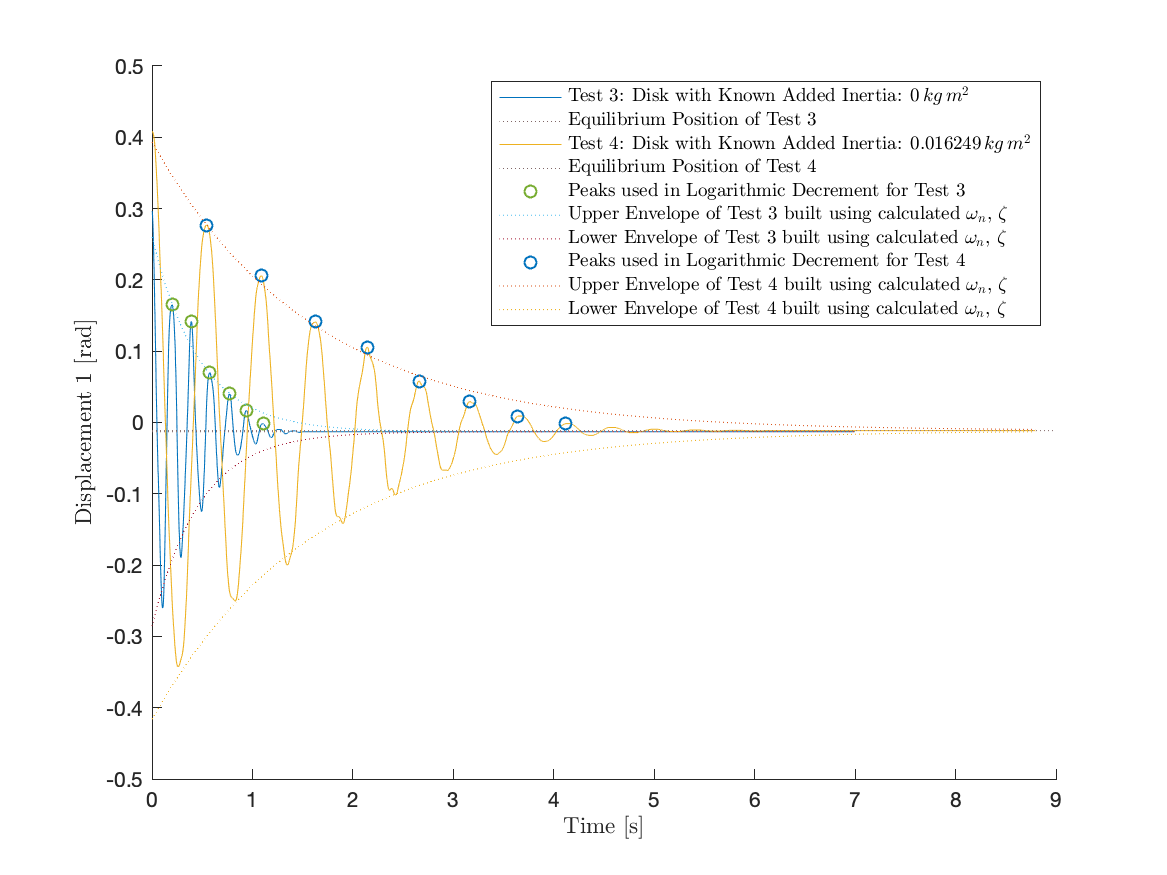 0.5
0.4
0.3
0.2
0.1
0
-0.1
-0.2
-0.3
-0.4
-0.5
Displacement 1 [rad]
Test 3: Disk with Known Added Inertia: 0 kg m²
Equilibrium Position of Test 3
Test 4: Disk with Known Added Inertia: 0.016249 kg m²
Equilibrium Position of Test 4
Peaks used in Logarithmic Decrement for Test 3
Upper Envelope of Test 3 built using calculated ωₙ, ζ
Lower Envelope of Test 3 built using calculated ωₙ, ζ
Peaks used in Logarithmic Decrement for Test 4
Upper Envelope of Test 4 built using calculated ωₙ, ζ
Lower Envelope of Test 4 built using calculated ωₙ, ζ
0 1 2 3 4 5 6 7 8 9
Time [s]